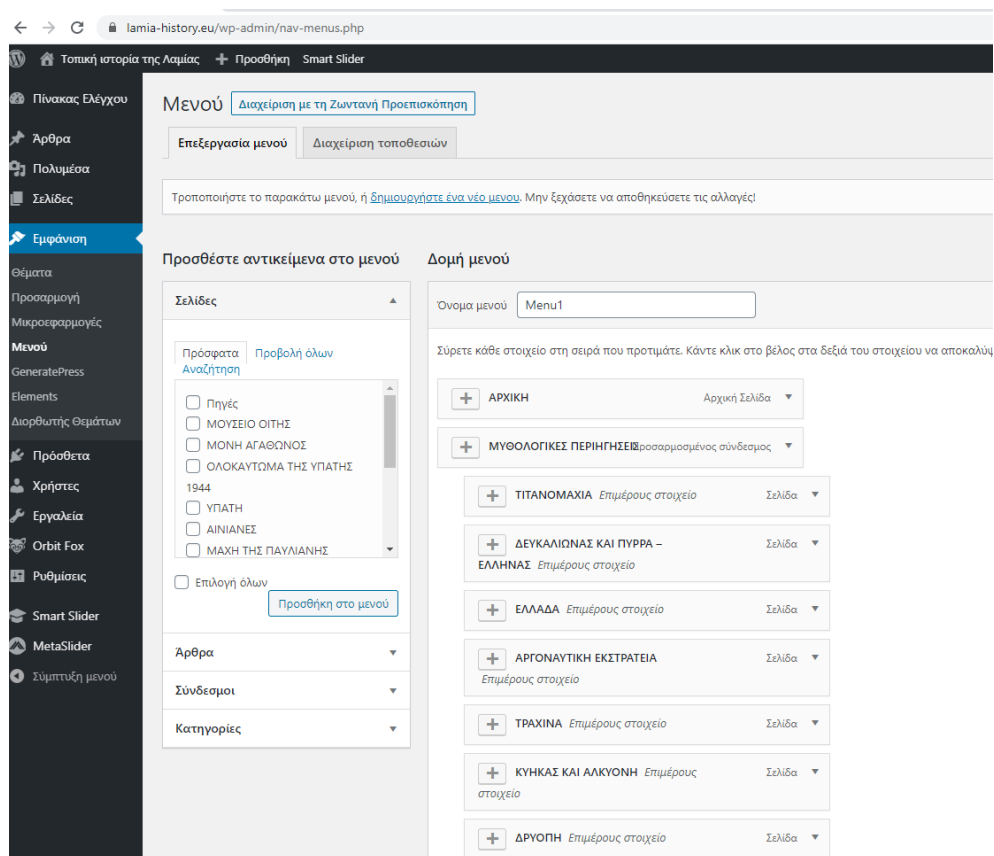 lamia-history.eu/wp-admin/nav-menus.php
Τοπική ιστορία της Λαμίας Προσθήκη Smart Slider
Πίνακας Ελέγχου
Άρθρα
Πολυμέσα
Σελίδες
Εμφάνιση
Θέματα
Προσαρμογή
Μικροεφαρμογές
Μενού
GeneratePress
Elements
Διορθωτής Θεμάτων
Πρόσθετα
Χρήστες
Εργαλεία
Orbit Fox
Ρυθμίσεις
Smart Slider
MetaSlider
Σύμπτυξη μενού
Μενού Διαχείριση με τη Ζωντανή Προεπισκόπηση
Επεξεργασία μενού Διαχείριση τοποθεσιών
Τροποποιήστε το παρακάτω μενού, ή δημιουργήστε ένα νέο μενου. Μην ξεχάσετε να αποθηκεύσετε τις αλλαγές!
Προσθέστε αντικείμενα στο μενού
Σελίδες
Πρόσφατα Προβολή όλων
Αναζήτηση
Πηγές
ΜΟΥΣΕΙΟ ΟΙΤΗΣ
ΜΟΝΗ ΑΓΑΘΩΝΟΣ
ΟΛΟΚΑΥΤΩΜΑ ΤΗΣ ΥΠΑΤΗΣ
1944
ΥΠΑΤΗ
ΑΙΝΙΑΝΕΣ
ΜΑΧΗ ΤΗΣ ΠΑΥΛΙΑΝΗΣ
Επιλογή όλων
Προσθήκη στο μενού
Άρθρα
Σύνδεσμοι
Κατηγορίες
Δομή μενού
Όνομα μενού Menu1
Σύρετε κάθε στοιχείο στη σειρά που προτιμάτε. Κάντε κλικ στο βέλος στα δεξιά του στοιχείου να αποκαλύψ
ΑΡΧΙΚΗ Αρχική Σελίδα
ΜΥΘΟΛΟΓΙΚΕΣ ΠΕΡΙΗΓΗΣΕΙΣ Προσαρμοσμένος σύνδεσμος
ΤΙΤΑΝΟΜΑΧΙΑ Επιμέρους στοιχείο Σελίδα
ΔΕΥΚΑΛΙΩΝΑΣ ΚΑΙ ΠΥΡΡΑ – Σελίδα
ΕΛΛΗΝΑΣ Επιμέρους στοιχείο
ΕΛΛΑΔΑ Επιμέρους στοιχείο Σελίδα
ΑΡΓΟΝΑΥΤΙΚΗ ΕΚΣΤΡΑΤΕΙΑ Σελίδα
Επιμέρους στοιχείο
ΤΡΑΧΙΝΑ Επιμέρους στοιχείο Σελίδα
ΚΥΗΚΑΣ ΚΑΙ ΑΛΚΥΟΝΗ Επιμέρους Σελίδα
στοιχείο
ΔΡΥΟΠΗ Επιμέρους στοιχείο Σελίδα